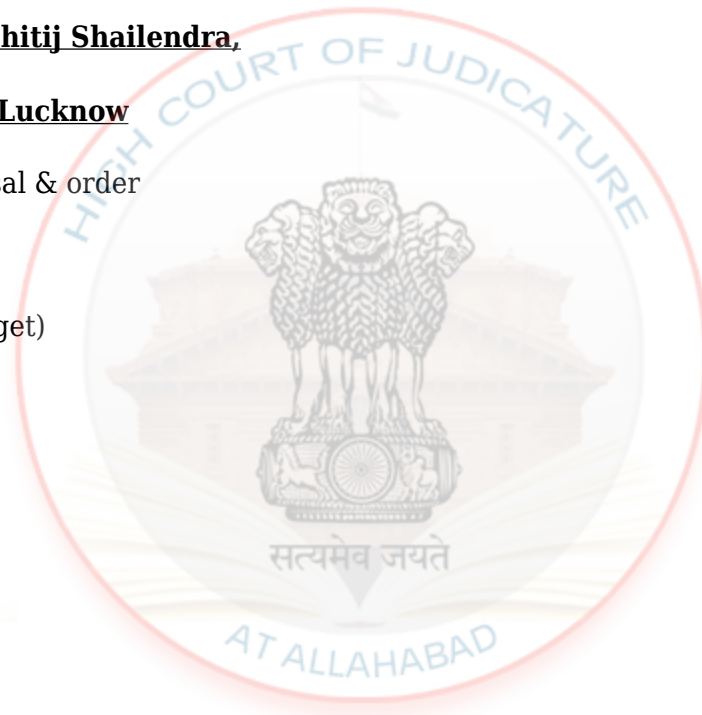 hitij Shailendra,
HIGH COURT OF JUDICATURE
Lucknow
al & order
get)
सत्यमेव जयते
AT ALLAHABAD